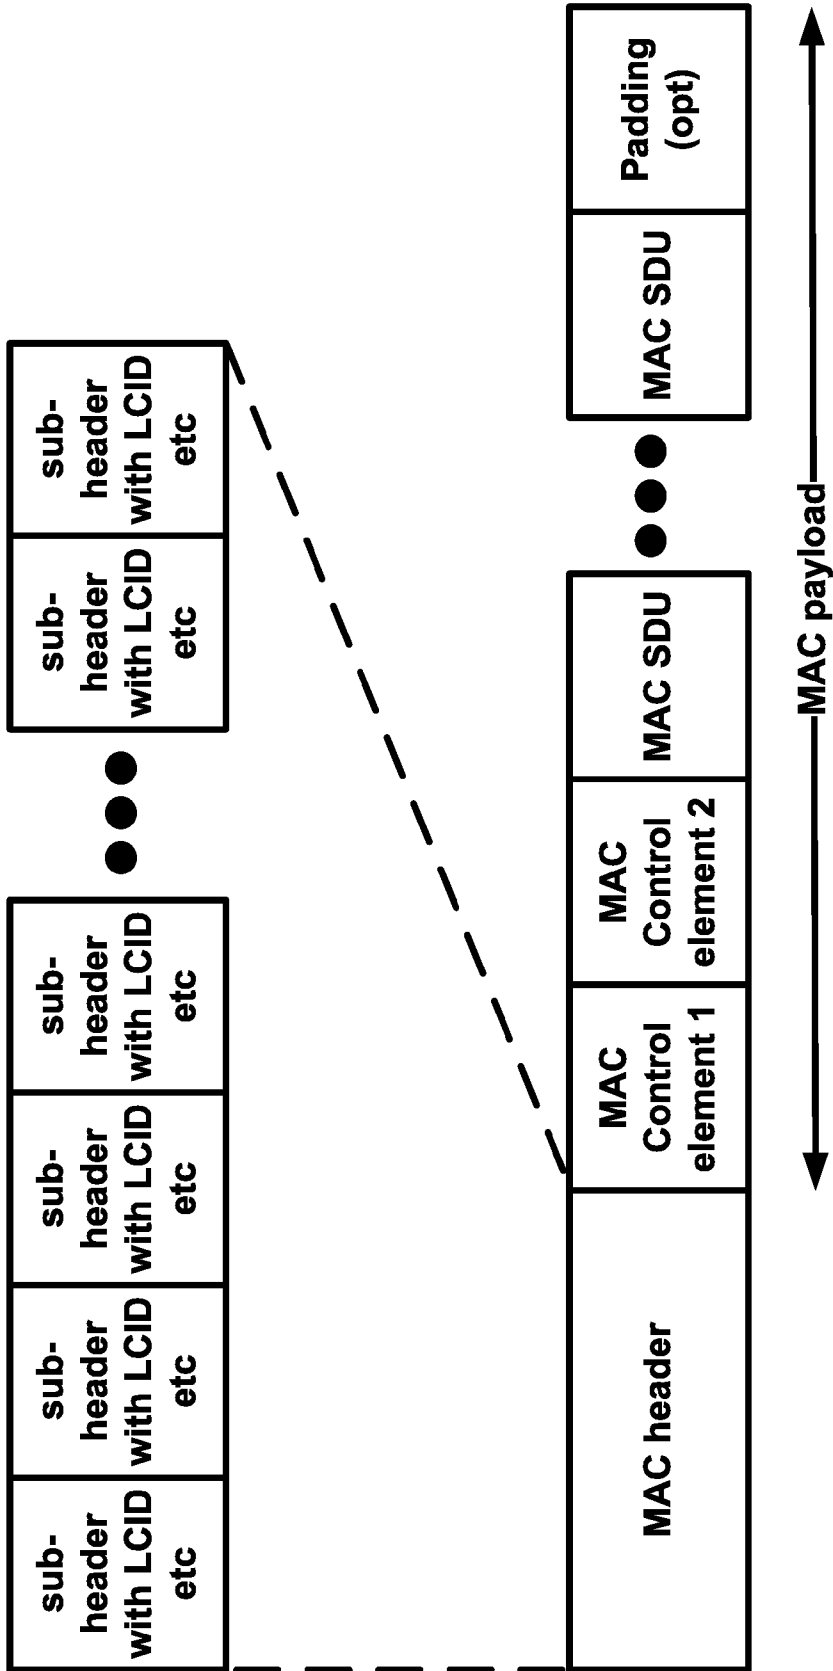 sub-
header
with LCID
etc
sub-
header
with LCID
etc
sub-
header
with LCID
etc
sub-
header
with LCID
etc
sub-
header
with LCID
etc
sub-
header
with LCID
etc
MAC header
MAC
Control
element 1
MAC
Control
element 2
MAC SDU
MAC SDU
Padding
(opt)
MAC payload